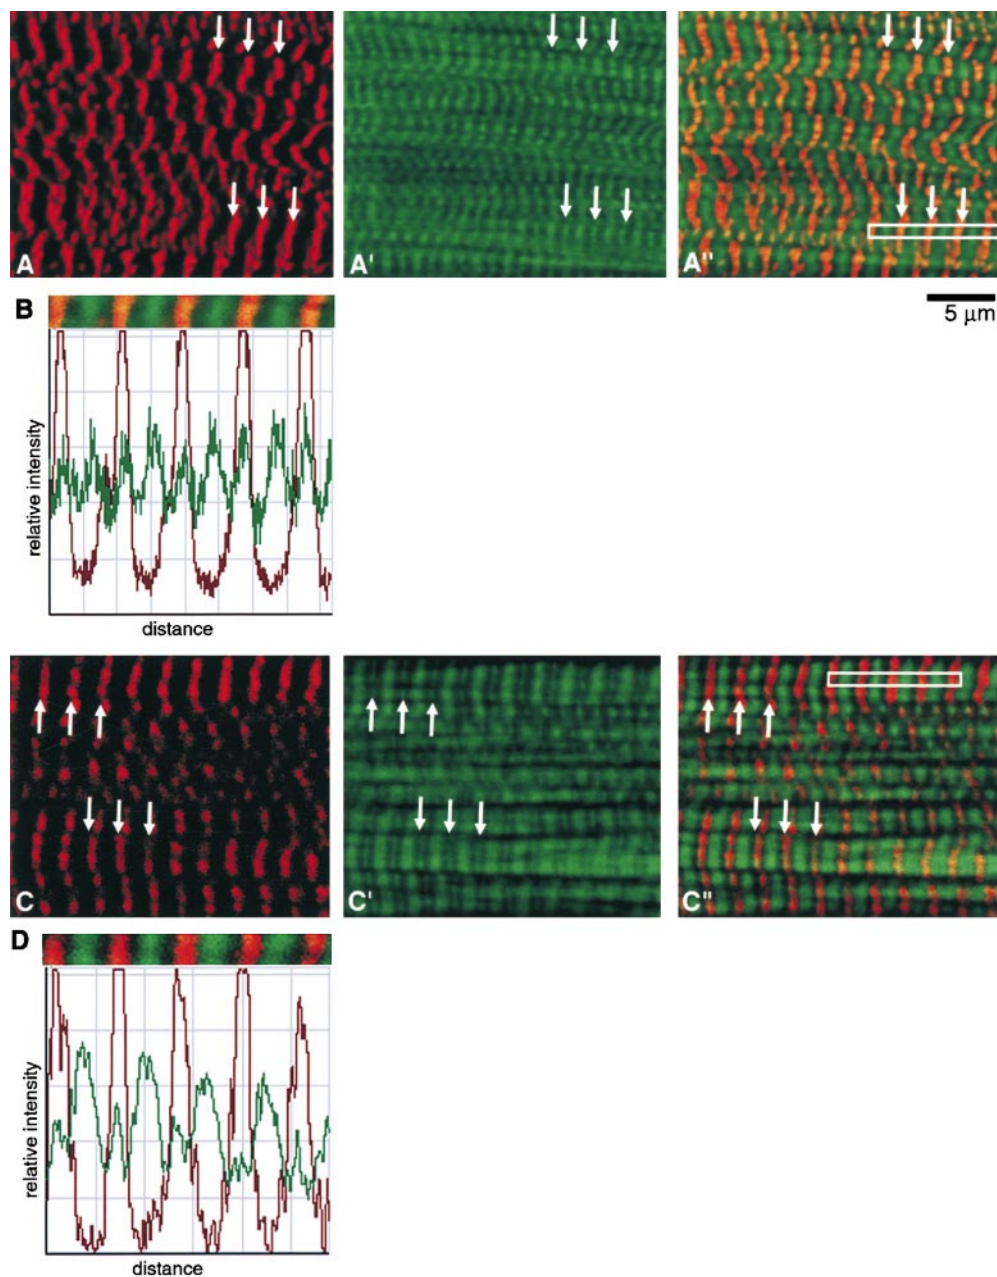 A
A'
A"
B
5 µm
relative intensity
distance
C
C'
C"
D
relative intensity
distance